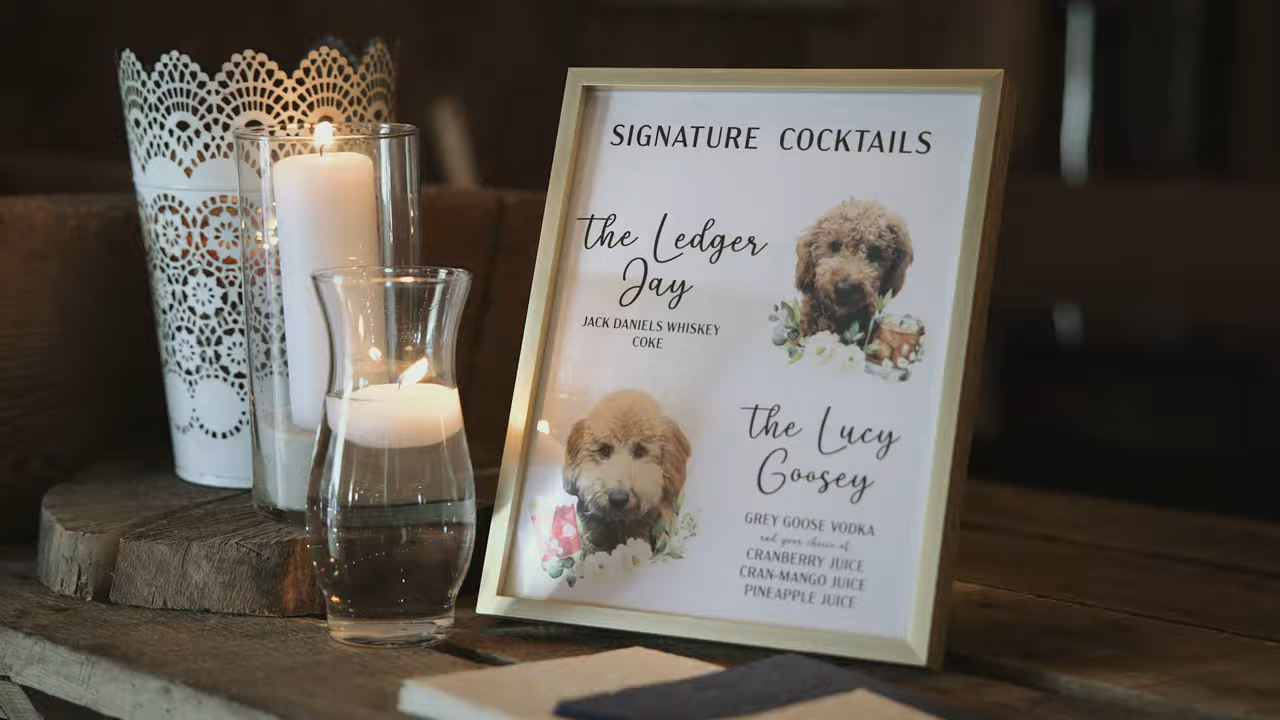 SIGNATURE COCKTAILS
the Ledger
Jay
JACK DANIELS WHISKEY
COKE
the Lucy
Goosey
GREY GOOSE VODKA
and your choice of
CRANBERRY JUICE
CRAN-MANGO JUICE
PINEAPPLE JUICE